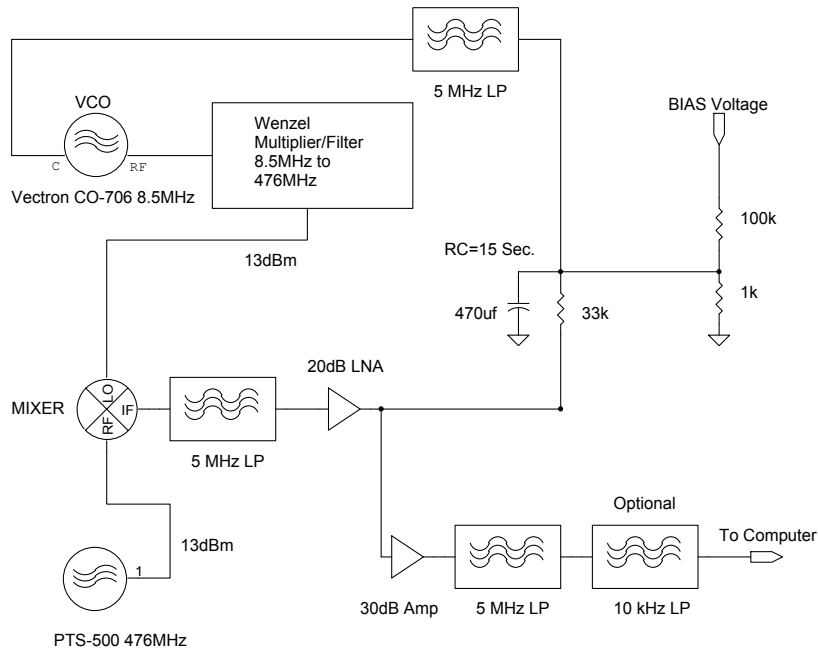 5 MHz LP
VCO
C
RF
Vectron CO-706 8.5MHz
Wenzel
Multiplier/Filter
8.5MHz to
476MHz
BIAS Voltage
100k
1k
13dBm
RC=15 Sec.
470uf
33k
20dB LNA
MIXER
LO
IF
RF
5 MHz LP
13dBm
1
PTS-500 476MHz
30dB Amp
5 MHz LP
Optional
10 kHz LP
To Computer